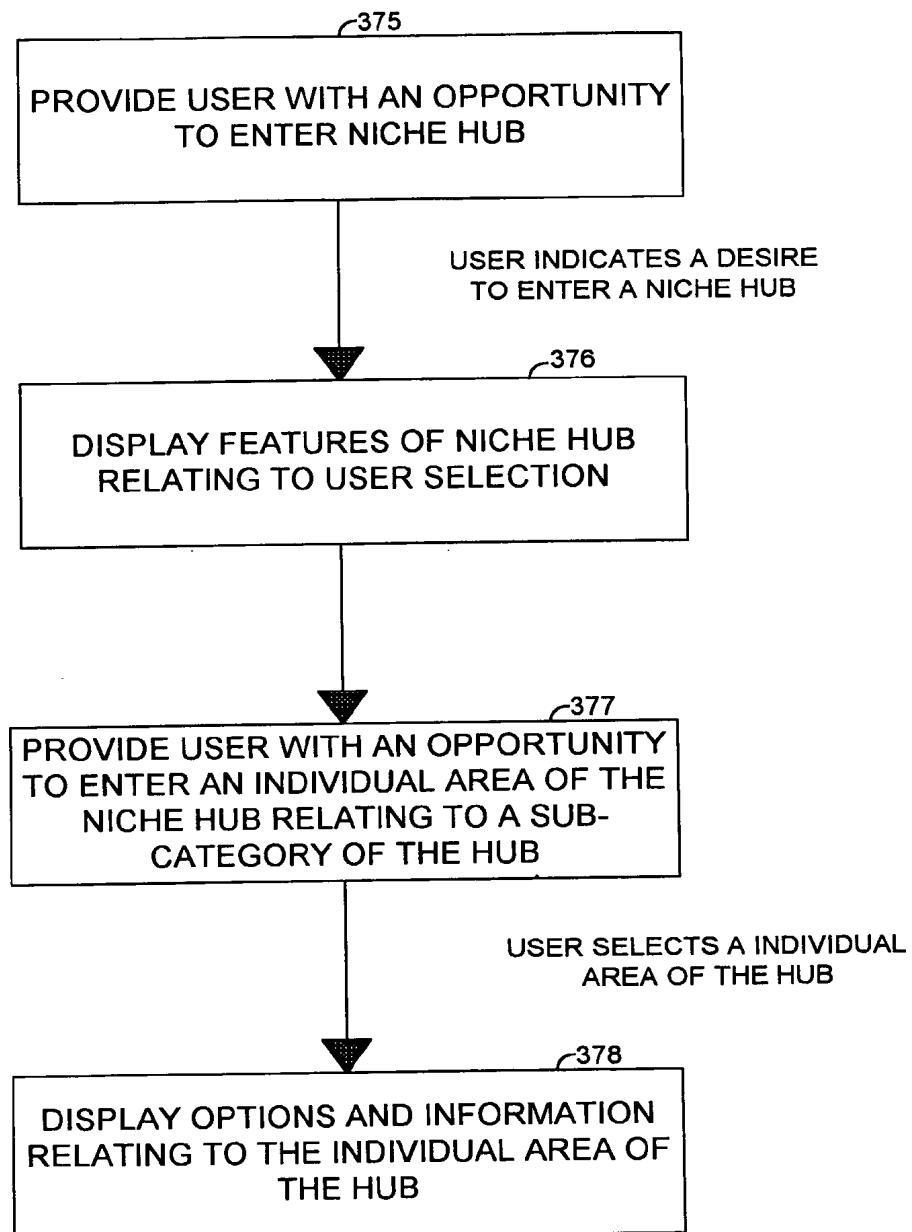 375
PROVIDE USER WITH AN OPPORTUNITY
TO ENTER NICHE HUB
USER INDICATES A DESIRE
TO ENTER A NICHE HUB
376
DISPLAY FEATURES OF NICHE HUB
RELATING TO USER SELECTION
377
PROVIDE USER WITH AN OPPORTUNITY
TO ENTER AN INDIVIDUAL AREA OF THE
NICHE HUB RELATING TO A SUB-
CATEGORY OF THE HUB
USER SELECTS A INDIVIDUAL
AREA OF THE HUB
378
DISPLAY OPTIONS AND INFORMATION
RELATING TO THE INDIVIDUAL AREA OF
THE HUB